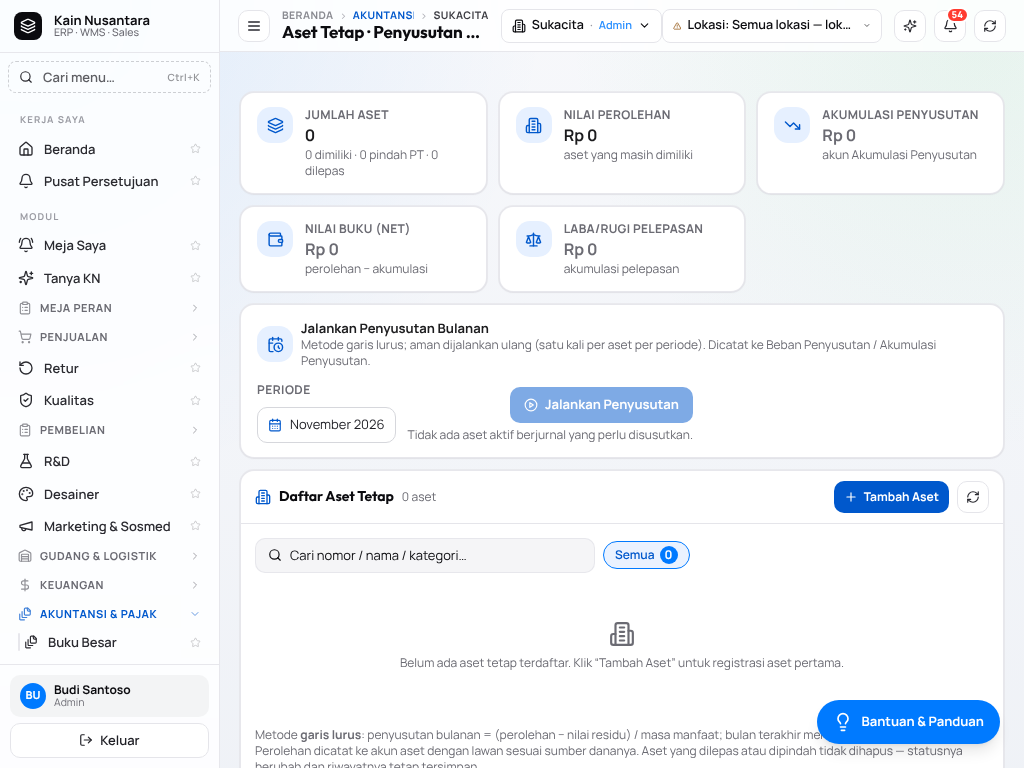 Kain Nusantara
ERP · WMS · Sales
Cari menu...
Ctrl+K
KERJA SAYA
Beranda
Pusat Persetujuan
MODUL
Meja Saya
Tanya KN
MEJA PERAN
PENJUALAN
Retur
Kualitas
PEMBELIAN
R&D
Desainer
Marketing & Sosmed
GUDANG & LOGISTIK
KEUANGAN
AKUNTANSI & PAJAK
Buku Besar
BU
Budi Santoso
Admin
Keluar
BERANDA › AKUNTANSI › SUKACITA
Aset Tetap · Penyusutan ...
Sukacita · Admin
Lokasi: Semua lokasi — lok...
54
JUMLAH ASET
0
0 dimiliki · 0 pindah PT · 0
dilepas
NILAI PEROLEHAN
Rp 0
aset yang masih dimiliki
AKUMULASI PENYUSUTAN
Rp 0
akun Akumulasi Penyusutan
NILAI BUKU (NET)
Rp 0
perolehan − akumulasi
LABA/RUGI PELEPASAN
Rp 0
akumulasi pelepasan
Jalankan Penyusutan Bulanan
Metode garis lurus; aman dijalankan ulang (satu kali per aset per periode). Dicatat ke Beban Penyusutan / Akumulasi
Penyusutan.
PERIODE
November 2026
Jalankan Penyusutan
Tidak ada aset aktif berjurnal yang perlu disusutkan.
Daftar Aset Tetap 0 aset
Tambah Aset
Cari nomor / nama / kategori...
Semua 0
Belum ada aset tetap terdaftar. Klik “Tambah Aset” untuk registrasi aset pertama.
Metode garis lurus: penyusutan bulanan = (perolehan − nilai residu) / masa manfaat; bulan terakhir
Perolehan dicatat ke akun aset dengan lawan sesuai sumber dananya. Aset yang dilepas atau dipindah tidak dihapus — statusnya
berubah dan riwayatnya tetap tersimpan.
Bantuan & Panduan